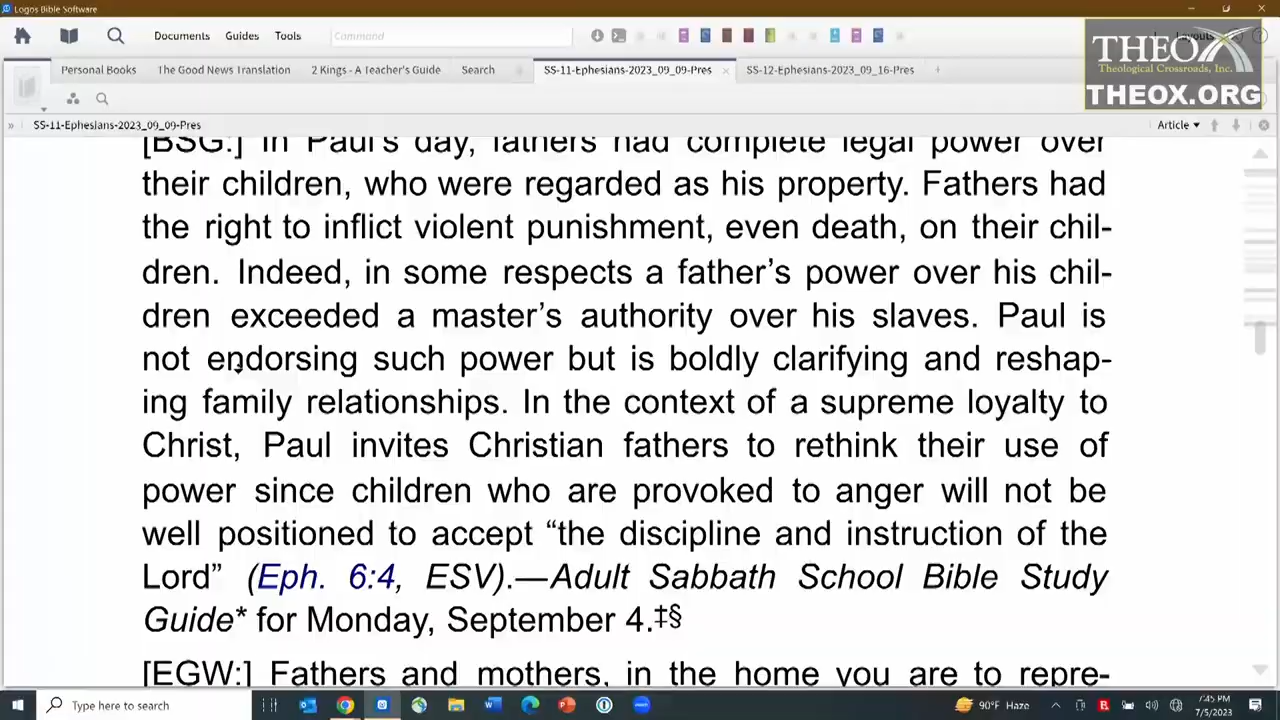 Logos Bible Software
Documents Guides Tools Command
THEOX
Theological Crossroads, Inc.
THEOX.ORG
Personal Books The Good News Translation 2 Kings - A Teacher ch SS-11-Ephesians-2023_09_09-Pres SS-12-Ephesians-2023_09_16-Pres
SS-11-Ephesians-2023_09_09-Pres Article
[BSG:] In Paul's day, fathers had complete legal power over
their children, who were regarded as his property. Fathers had
the right to inflict violent punishment, even death, on their chil-
dren. Indeed, in some respects a father’s power over his chil-
dren exceeded a master’s authority over his slaves. Paul is
not endorsing such power but is boldly clarifying and reshap-
ing family relationships. In the context of a supreme loyalty to
Christ, Paul invites Christian fathers to rethink their use of
power since children who are provoked to anger will not be
well positioned to accept “the discipline and instruction of the
Lord” (Eph. 6:4, ESV).—Adult Sabbath School Bible Study
Guide* for Monday, September 4.‡§
[EGW:] Fathers and mothers, in the home you are to repre-
Type here to search 90°F Haze 7:45 PM
7/5/2023